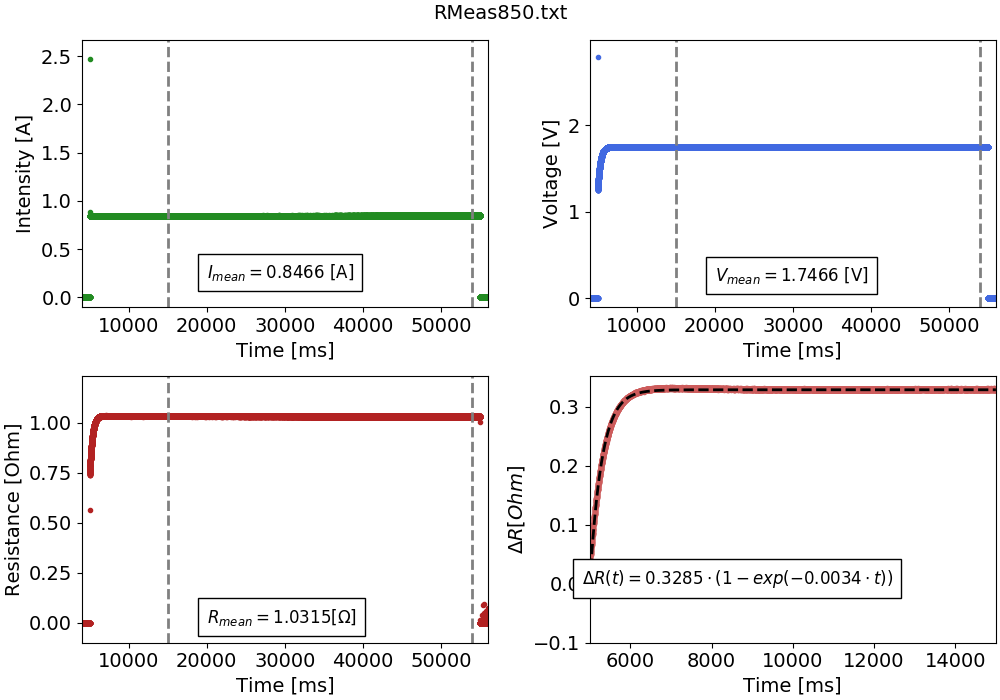 RMeas850.txt
Intensity [A]
2.5
2.0
1.5
1.0
0.5
0.0
I_mean = 0.8466 [A]
10000 20000 30000 40000 50000
Time [ms]
Voltage [V]
2
1
0
V_mean = 1.7466 [V]
10000 20000 30000 40000 50000
Time [ms]
Resistance [Ohm]
1.00
0.75
0.50
0.25
0.00
R_mean = 1.0315[Ω]
10000 20000 30000 40000 50000
Time [ms]
ΔR[Ohm]
0.3
0.2
0.1
−0.1
ΔR(t) = 0.3285 · (1 − exp(−0.0034 · t))
6000 8000 10000 12000 14000
Time [ms]